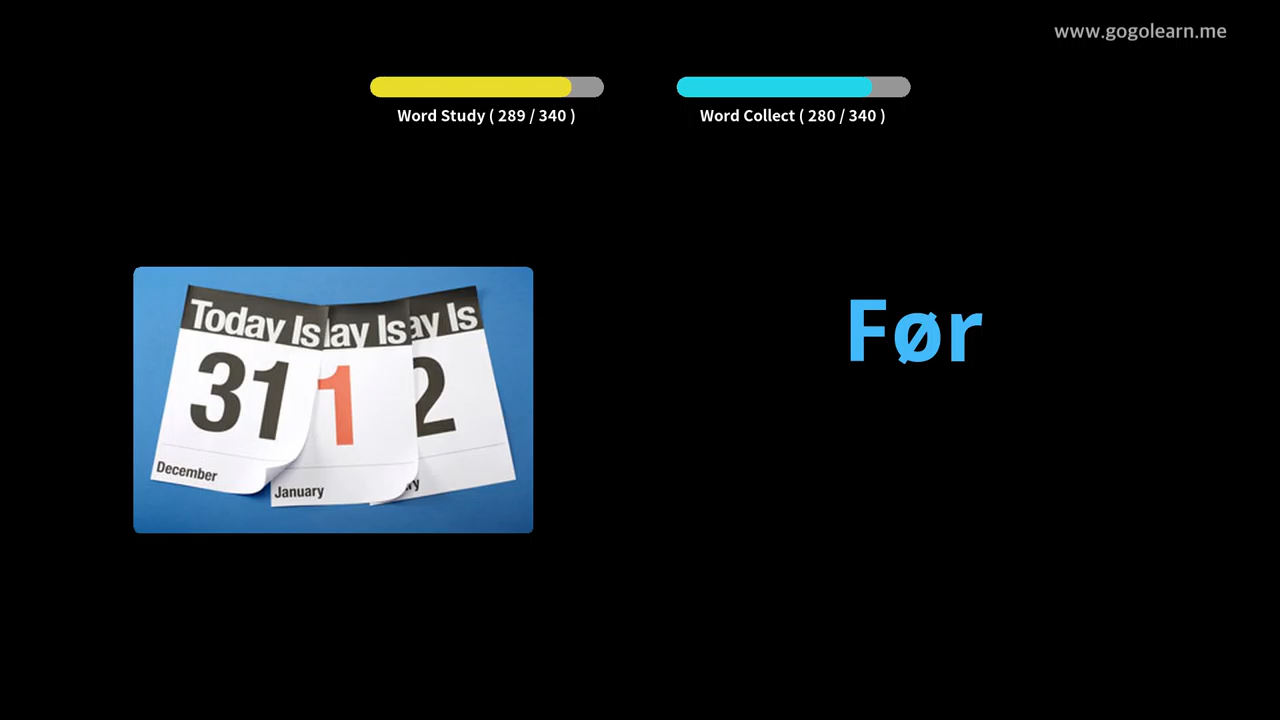 www.gogolearn.me
Word Study ( 289 / 340 )
Word Collect ( 280 / 340 )
Før
Today Is
lay Is
ay Is
31
1
2
December
January
ry